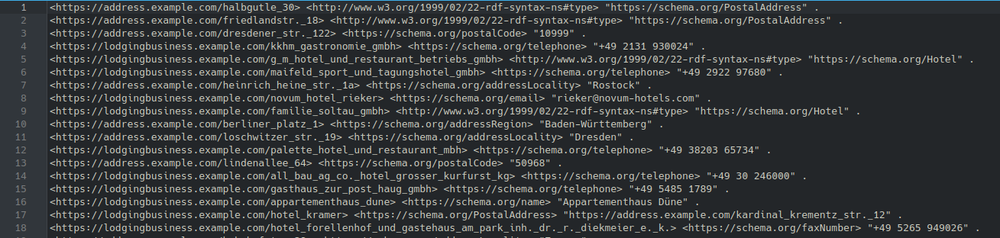 1 <https://address.example.com/halbgutle_30> <http://www.w3.org/1999/02/22-rdf-syntax-ns#type> "https://schema.org/PostalAddress" .
2 <https://address.example.com/friedlandstr._18> <http://www.w3.org/1999/02/22-rdf-syntax-ns#type> "https://schema.org/PostalAddress" .
3 <https://address.example.com/dresdener_str._122> <https://schema.org/postalCode> "10999" .
4 <https://lodgingbusiness.example.com/kkhm_gastronomie_gmbh> <https://schema.org/telephone> "+49 2131 930024" .
5 <https://lodgingbusiness.example.com/g_m_hotel_und_restaurant_betriebs_gmbh> <http://www.w3.org/1999/02/22-rdf-syntax-ns#type> "https://schema.org/Hotel" .
6 <https://lodgingbusiness.example.com/maifeld_sport_und_tagungshotel_gmbh> <https://schema.org/telephone> "+49 2922 97680" .
7 <https://address.example.com/heinrich_heine_str._1a> <https://schema.org/addressLocality> "Rostock" .
8 <https://lodgingbusiness.example.com/novum_hotel_rieker> <https://schema.org/email> "rieker@novum-hotels.com" .
9 <https://lodgingbusiness.example.com/familie_soltau_gmbh> <http://www.w3.org/1999/02/22-rdf-syntax-ns#type> "https://schema.org/Hotel" .
10 <https://address.example.com/berliner_platz_1> <https://schema.org/addressRegion> "Baden-Württemberg" .
11 <https://address.example.com/loschwitzer_str._19> <https://schema.org/addressLocality> "Dresden" .
12 <https://lodgingbusiness.example.com/palette_hotel_und_restaurant_mbh> <https://schema.org/telephone> "+49 38203 65734" .
13 <https://address.example.com/lindenallee_64> <https://schema.org/postalCode> "50968" .
14 <https://lodgingbusiness.example.com/all_bau_ag_co._hotel_grosser_kurfurst_kg> <https://schema.org/telephone> "+49 30 246000" .
15 <https://lodgingbusiness.example.com/gasthaus_zur_post_haug_gmbh> <https://schema.org/telephone> "+49 5485 1789" .
16 <https://lodgingbusiness.example.com/appartementhaus_dune> <https://schema.org/name> "Appartementhaus Düne" .
17 <https://lodgingbusiness.example.com/hotel_kramer> <https://schema.org/PostalAddress> "https://address.example.com/kardinal_krementz_str._12" .
18 <https://lodgingbusiness.example.com/hotel_forellenhof_und_gastehaus_am_park_inh._dr._r._diekmeier_e._k.> <https://schema.org/faxNumber> "+49 5265 949026" .